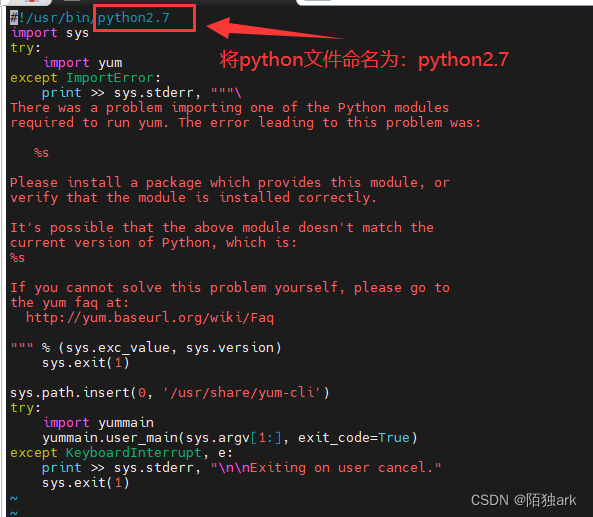 #!/usr/bin/python2.7
import sys
try:
    import yum
except ImportError:
    print >> sys.stderr, """\
There was a problem importing one of the Python modules
required to run yum. The error leading to this problem was:
   %s
Please install a package which provides this module, or
verify that the module is installed correctly.
It's possible that the above module doesn't match the
current version of Python, which is:
%s
If you cannot solve this problem yourself, please go to
the yum faq at:
  http://yum.baseurl.org/wiki/Faq
""" % (sys.exc_value, sys.version)
    sys.exit(1)
sys.path.insert(0, '/usr/share/yum-cli')
try:
    import yummain
    yummain.user_main(sys.argv[1:], exit_code=True)
except KeyboardInterrupt, e:
    print >> sys.stderr, "\n\nExiting on user cancel."
    sys.exit(1)
~
~
将python文件命名为：python2.7
CSDN @陌独ark